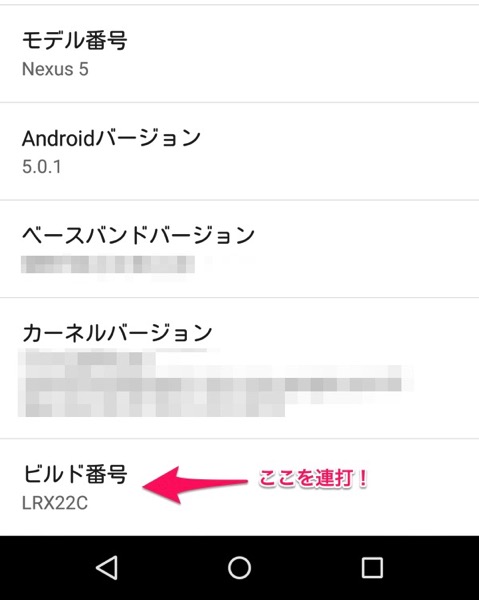 モデル番号
Nexus 5
Androidバージョン
5.0.1
ベースバンドバージョン
カーネルバージョン
ビルド番号
ここを連打！
LRX22C